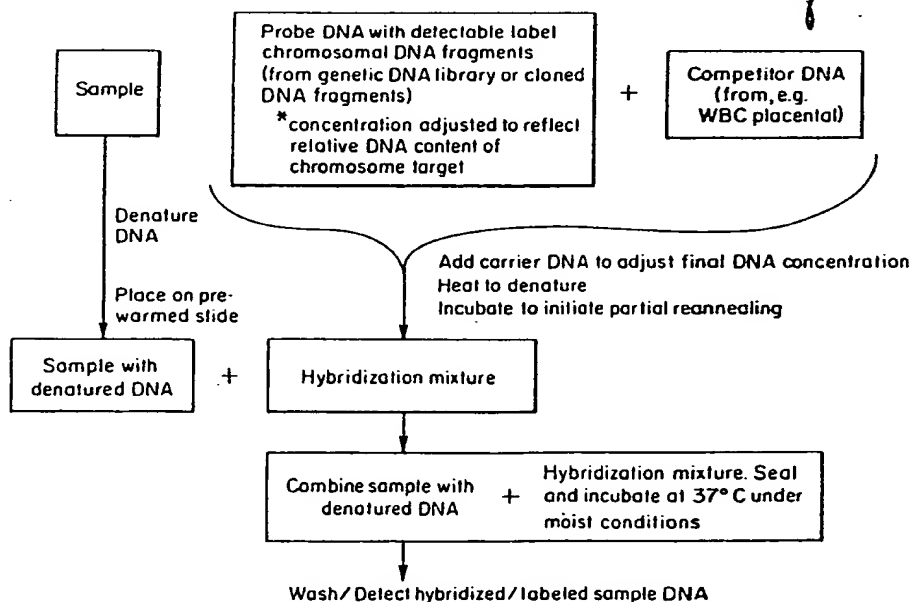 Sample
Probe DNA with detectable label
chromosomal DNA fragments
(from genetic DNA library or cloned
DNA fragments)
*concentration adjusted to reflect
relative DNA content of
chromosome target
+
Competitor DNA
(from, e.g.
WBC placental)
Denature
DNA
Place on pre-
warmed slide
Add carrier DNA to adjust final DNA concentration
Heat to denature
Incubate to initiate partial reannealing
Sample with
denatured DNA
+
Hybridization mixture
Combine sample with
denatured DNA
+
Hybridization mixture. Seal
and incubate at 37° C under
moist conditions
Wash/Detect hybridized/labeled sample DNA